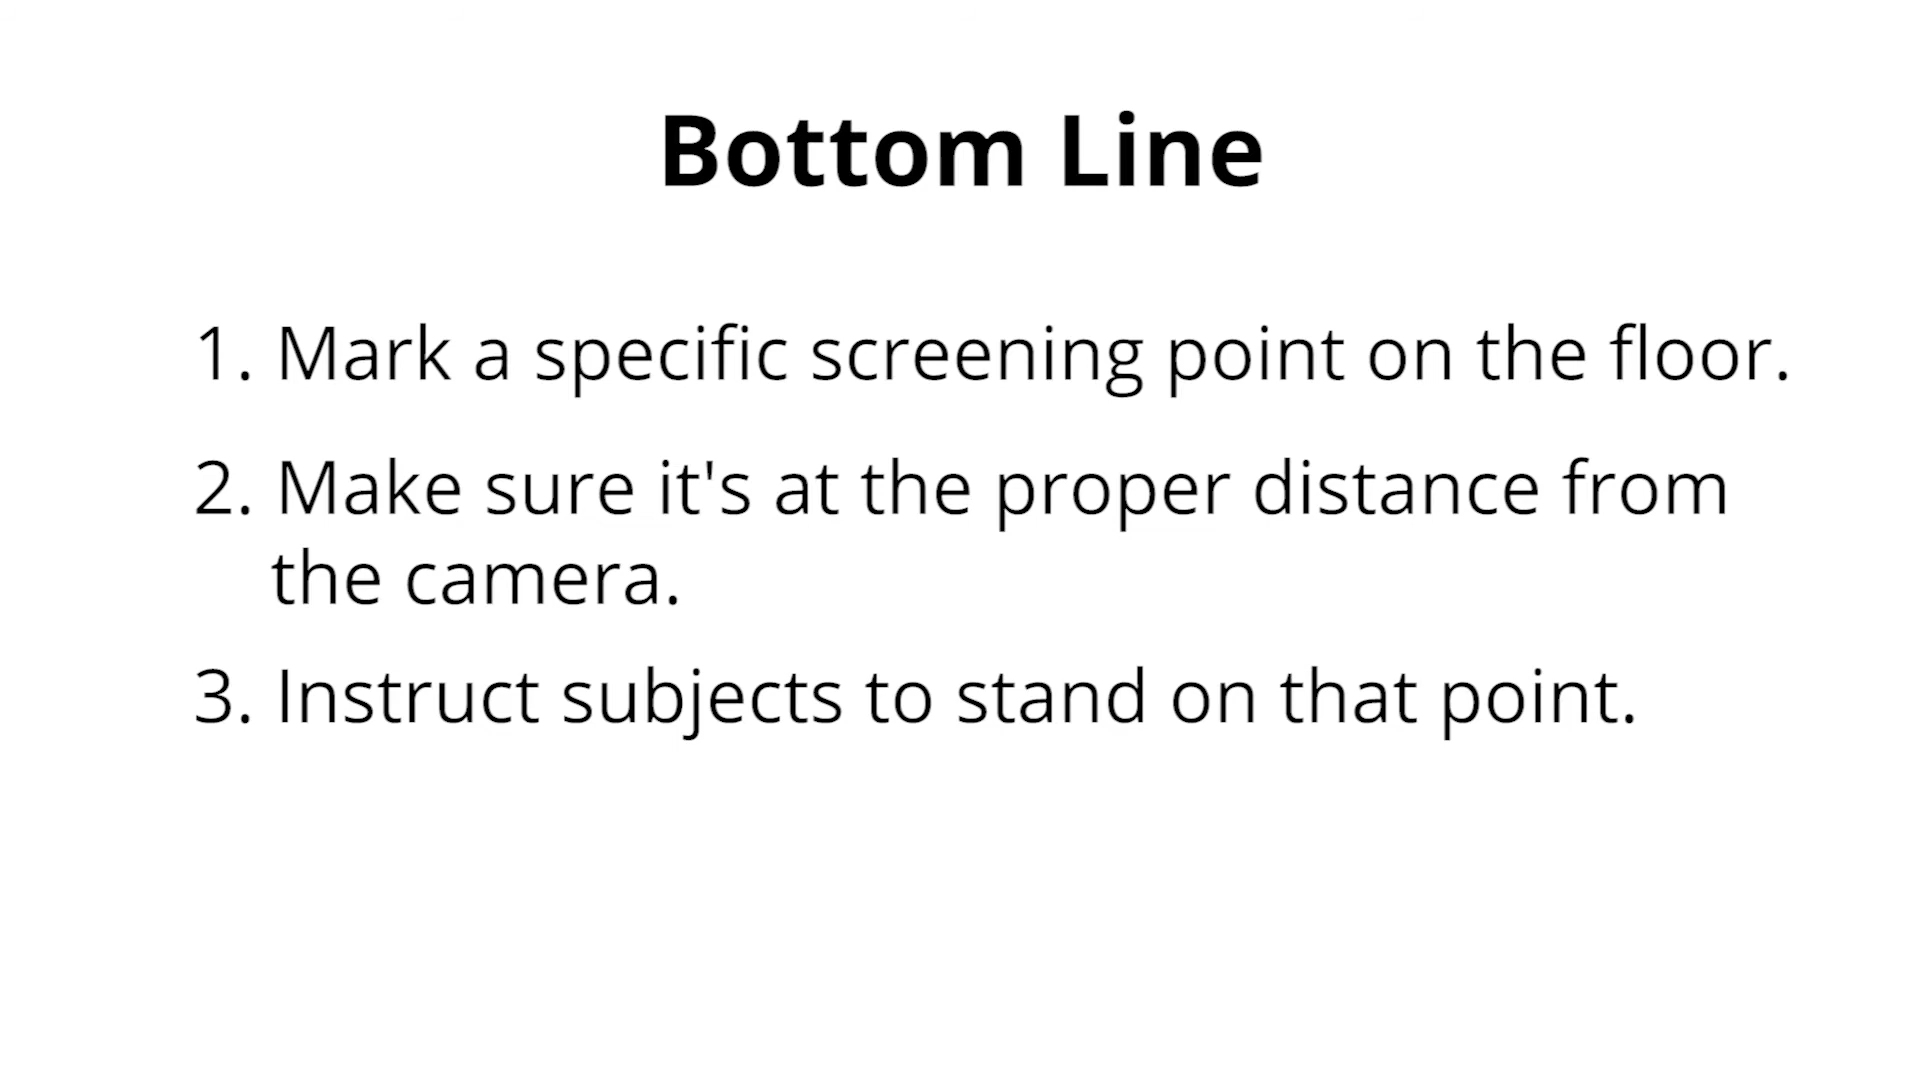 Bottom Line
1. Mark a specific screening point on the floor.
2. Make sure it's at the proper distance from
the camera.
3. Instruct subjects to stand on that point.